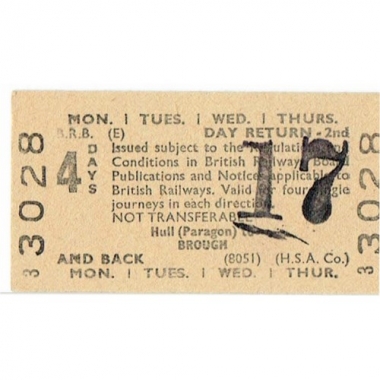 MON. | TUES. | WED. | THURS.
B.R.B. (E) DAY RETURN - 2nd
4 DAYS
Issued subject to the Regulations and
Conditions in British Railways Board
Publications and Notices applicable to
British Railways. Valid for four single
journeys in each direction
NOT TRANSFERABLE
Hull (Paragon) to
BROUGH
AND BACK (8051) (H.S.A. Co.)
MON. | TUES. | WED. | THUR.
3028
3028
17